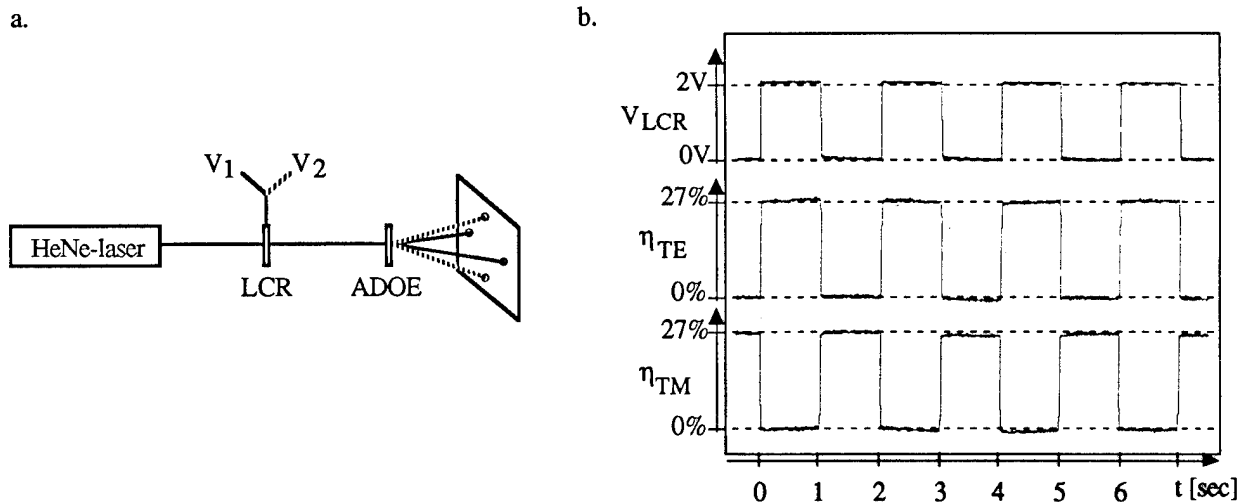 a.
V1 V2
HeNe-laser
LCR ADOE
b.
2V
VLCR
0V
27%
ηTE
0%
27%
ηTM
0%
0 1 2 3 4 5 6 t [sec]